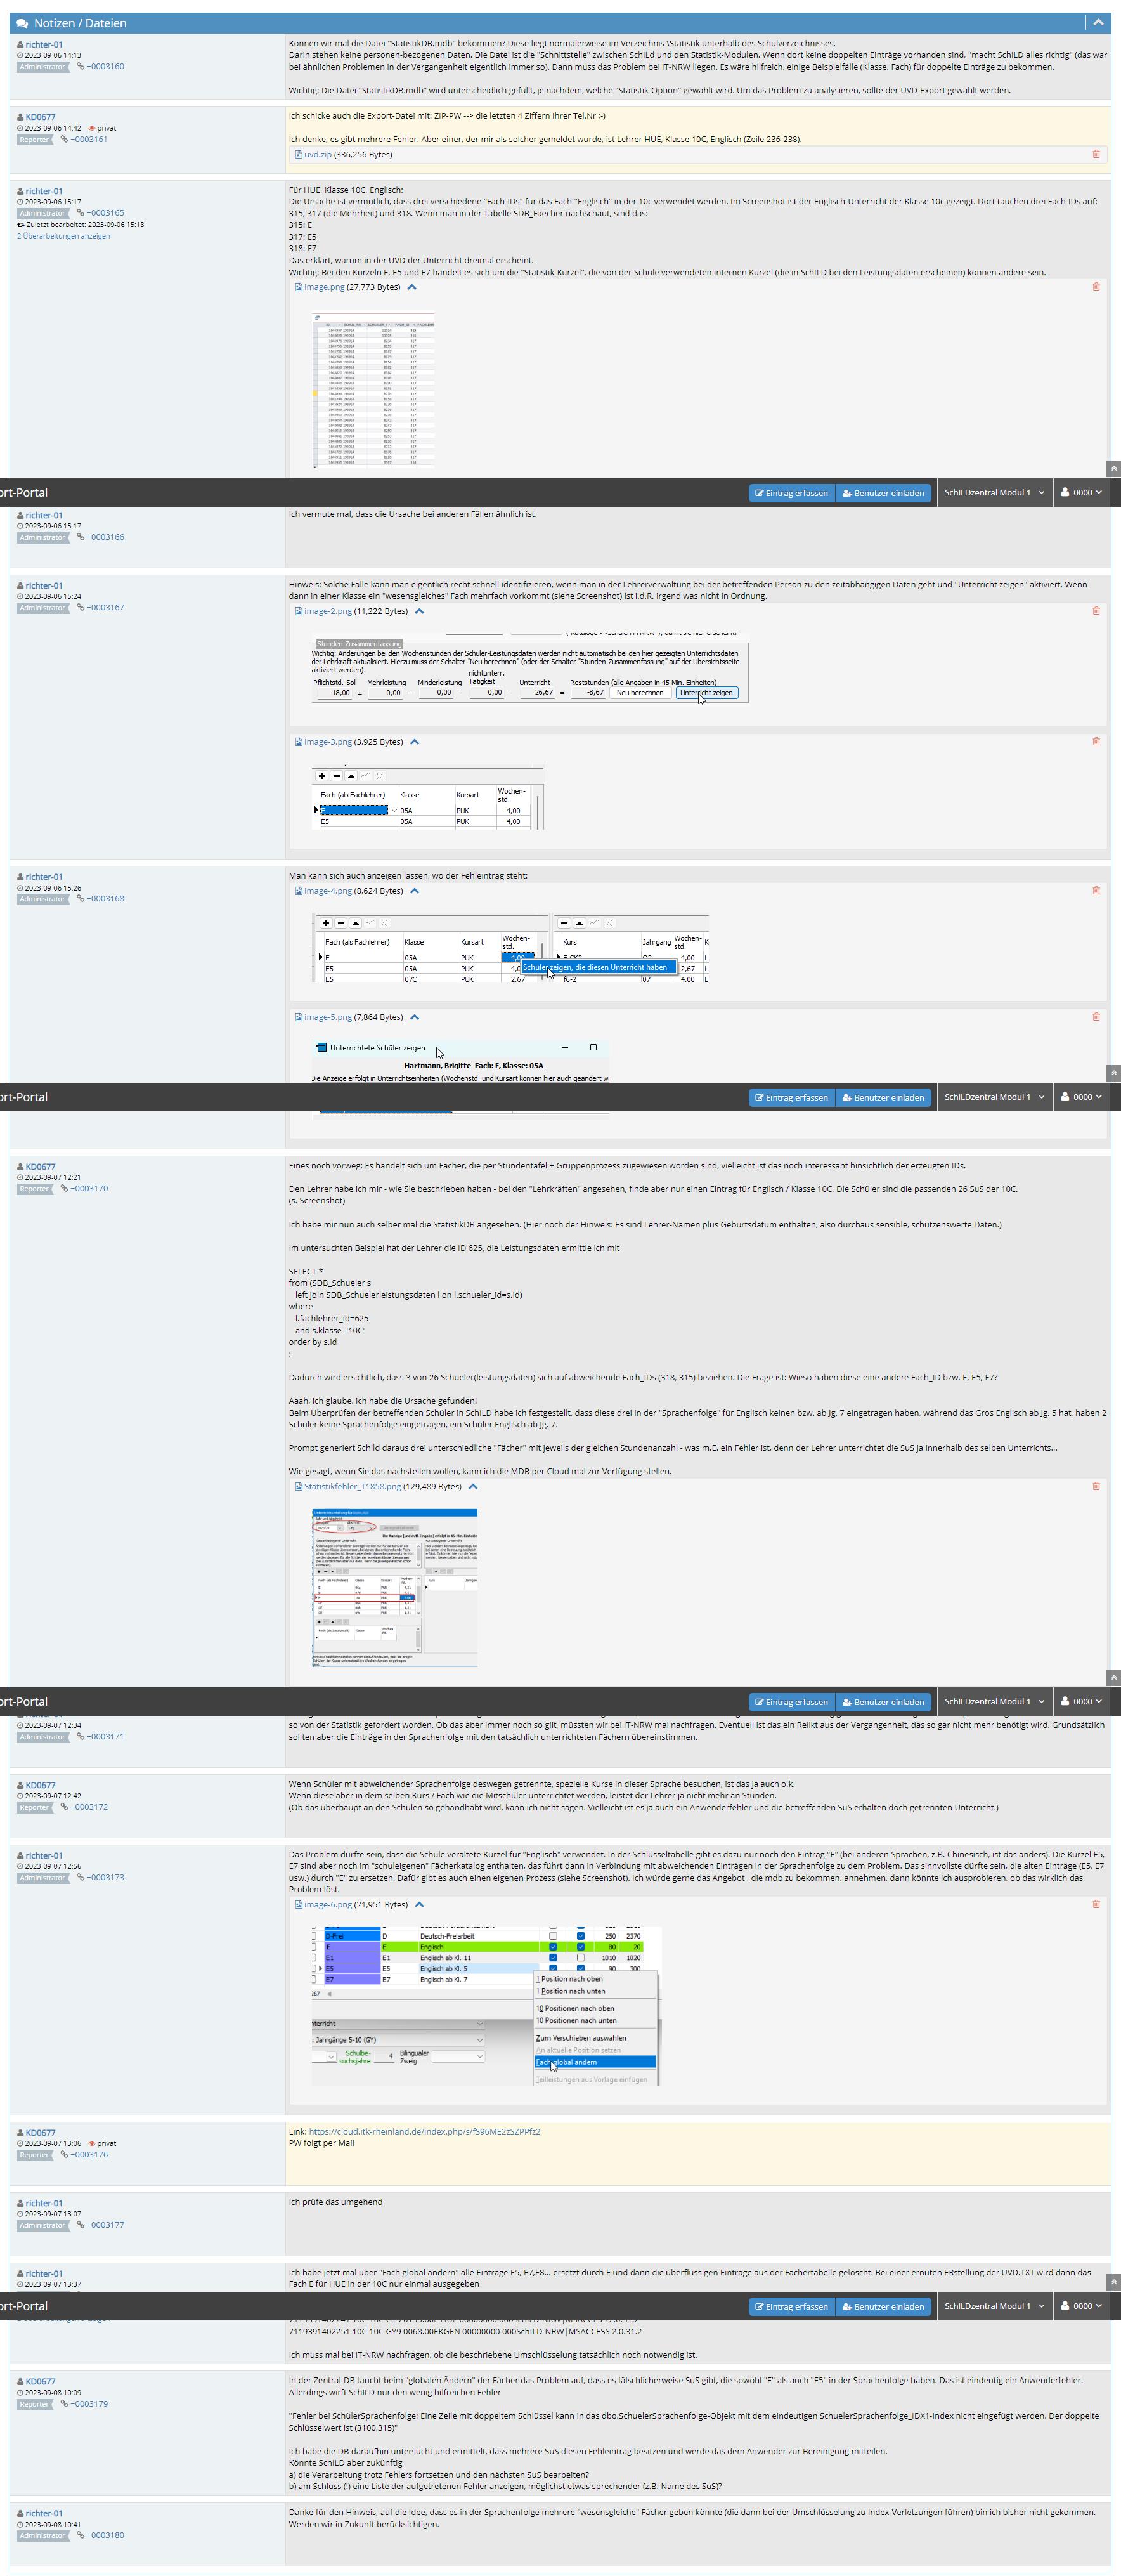 Notizen / Dateien
richter-01
2023-09-06 14:13
Administrator ~0003160
Können wir mal die Datei "StatistikDB.mdb" bekommen? Diese liegt normalerweise im Verzeichnis \Statistik unterhalb des Schulverzeichnisses.
Darin stehen keine personen-bezogenen Daten. Die Datei ist die "Schnittstelle" zwischen SchiLd und den Statistik-Modulen. Wenn dort keine doppelten Einträge vorhanden sind, "macht SchILD alles richtig" (das war
bei ähnlichen Problemen in der Vergangenheit eigentlich immer so). Dann muss das Problem bei IT-NRW liegen. Es wäre hilfreich, einige Beispielfälle (Klasse, Fach) für doppelte Einträge zu bekommen.
Wichtig: Die Datei "StatistikDB.mdb" wird unterschiedlich gefüllt, je nachdem, welche "Statistik-Option" gewählt wird. Um das Problem zu analysieren, sollte der UVD-Export gewählt werden.
KD0677
2023-09-06 14:42 privat
Reporter ~0003161
Ich schicke auch die Export-Datei mit: ZIP-PW --> die letzten 4 Ziffern Ihrer Tel.Nr ;-)
Ich denke, es gibt mehrere Fehler. Aber einer, der mir als solcher gemeldet wurde, ist Lehrer HUE, Klasse 10C, Englisch (Zeile 236-238).
uvd.zip (336,256 Bytes)
richter-01
2023-09-06 15:17
Administrator ~0003165
Zuletzt bearbeitet: 2023-09-06 15:18
2 Überarbeitungen anzeigen
Für HUE, Klasse 10C, Englisch:
Die Ursache ist vermutlich, dass drei verschiedene "Fach-IDs" für das Fach "Englisch" in der 10c verwendet werden. Im Screenshot ist der Englisch-Unterricht der Klasse 10c gezeigt. Dort tauchen drei Fach-IDs auf:
315, 317 (die Mehrheit) und 318. Wenn man in der Tabelle SDB_Faecher nachschaut, sind das:
315: E
317: E5
318: E7
Das erklärt, warum in der UVD der Unterricht dreimal erscheint.
Wichtig: Bei den Kürzeln E, E5 und E7 handelt es sich um die "Statistik-Kürzel", die von der Schule verwendeten internen Kürzel (die in SchILD bei den Leistungsdaten erscheinen) können andere sein.
image.png (27,773 Bytes)
ort-Portal Eintrag erfassen Benutzer einladen SchILDzentral Modul 1 0000
richter-01
2023-09-06 15:17
Administrator ~0003166
Ich vermute mal, dass die Ursache bei anderen Fällen ähnlich ist.
richter-01
2023-09-06 15:24
Administrator ~0003167
Hinweis: Solche Fälle kann man eigentlich recht schnell identifizieren, wenn man in der Lehrerverwaltung bei der betreffenden Person zu den zeitabhängigen Daten geht und "Unterricht zeigen" aktiviert. Wenn
dann in einer Klasse ein "wesensgleiches" Fach mehrfach vorkommt (siehe Screenshot) ist i.d.R. irgend was nicht in Ordnung.
image-2.png (11,222 Bytes)
Stunden-Zusammenfassung
Wichtig: Änderungen bei den Wochenstunden der Schüler-Leistungsdaten werden nicht automatisch bei den hier gezeigten Unterrichtsdaten
der Lehrkraft aktualisiert. Hierzu muss der Schalter "Neu berechnen" (oder der Schalter "Stunden-Zusammenfassung" auf der Übersichtsseite
aktiviert werden).
Pflichtstd.-Soll Mehrleistung Minderleistung nichtunterr. Tätigkeit Unterricht Reststunden (alle Angaben in 45-Min. Einheiten)
18,00 + 0,00 - 0,00 - 0,00 - 26,67 = -8,67 Neu berechnen Unterricht zeigen
image-3.png (3,925 Bytes)
Fach (als Fachlehrer) Klasse Kursart Wochen-std.
E 05A PUK 4,00
E5 05A PUK 4,00
richter-01
2023-09-06 15:26
Administrator ~0003168
Man kann sich auch anzeigen lassen, wo der Fehleintrag steht:
image-4.png (8,624 Bytes)
Fach (als Fachlehrer) Klasse Kursart Wochen-std. Kurs Jahrgang Wochen-std. K
E 05A PUK 4,00 E-GK2 Q2 4,00 L
E5 05A PUK 4,0 Schüler zeigen, die diesen Unterricht haben 2,67 L
E5 07C PUK 2,67 f6-2 07 4,00 L
image-5.png (7,864 Bytes)
Unterrichtete Schüler zeigen
Hartmann, Brigitte Fach: E, Klasse: 05A
Die Anzeige erfolgt in Unterrichtseinheiten (Wochenstd. und Kursart können hier auch geändert we
ort-Portal Eintrag erfassen Benutzer einladen SchILDzentral Modul 1 0000
KD0677
2023-09-07 12:21
Reporter ~0003170
Eines noch vorweg: Es handelt sich um Fächer, die per Stundentafel + Gruppenprozess zugewiesen worden sind, vielleicht ist das noch interessant hinsichtlich der erzeugten IDs.
Den Lehrer habe ich mir - wie Sie beschrieben haben - bei den "Lehrkräften" angesehen, finde aber nur einen Eintrag für Englisch / Klasse 10C. Die Schüler sind die passenden 26 SuS der 10C.
(s. Screenshot)
Ich habe mir nun auch selber mal die StatistikDB angesehen. (Hier noch der Hinweis: Es sind Lehrer-Namen plus Geburtsdatum enthalten, also durchaus sensible, schützenswerte Daten.)
Im untersuchten Beispiel hat der Lehrer die ID 625, die Leistungsdaten ermittle ich mit
SELECT *
from (SDB_Schueler s
left join SDB_Schuelerleistungsdaten l on l.schueler_id=s.id)
where
l.fachlehrer_id=625
and s.klasse='10C'
order by s.id
;
Dadurch wird ersichtlich, dass 3 von 26 Schueler(leistungsdaten) sich auf abweichende Fach_IDs (318, 315) beziehen. Die Frage ist: Wieso haben diese eine andere Fach_ID bzw. E, E5, E7?
Aaah, ich glaube, ich habe die Ursache gefunden!
Beim Überprüfen der betreffenden Schüler in SchILD habe ich festgestellt, dass diese drei in der "Sprachenfolge" für Englisch keinen bzw. ab Jg. 7 eingetragen haben, während das Gros Englisch ab Jg. 5 hat, haben 2
Schüler keine Sprachenfolge eingetragen, ein Schüler Englisch ab Jg. 7.
Prompt generiert Schild daraus drei unterschiedliche "Fächer" mit jeweils der gleichen Stundenanzahl - was m.E. ein Fehler ist, denn der Lehrer unterrichtet die SuS ja innerhalb des selben Unterrichts...
Wie gesagt, wenn Sie das nachstellen wollen, kann ich die MDB per Cloud mal zur Verfügung stellen.
Statistikfehler_T1858.png (129,489 Bytes)
ort-Portal Eintrag erfassen Benutzer einladen SchILDzentral Modul 1 0000
2023-09-07 12:34
Administrator ~0003171
so von der Statistik gefordert worden. Ob das aber immer noch so gilt, müssten wir bei IT-NRW mal nachfragen. Eventuell ist das ein Relikt aus der Vergangenheit, das so gar nicht mehr benötigt wird. Grundsätzlich
sollten aber die Einträge in der Sprachenfolge mit den tatsächlich unterrichteten Fächern übereinstimmen.
KD0677
2023-09-07 12:42
Reporter ~0003172
Wenn Schüler mit abweichender Sprachenfolge deswegen getrennte, spezielle Kurse in dieser Sprache besuchen, ist das ja auch o.k.
Wenn diese aber in dem selben Kurs / Fach wie die Mitschüler unterrichtet werden, leistet der Lehrer ja nicht mehr an Stunden.
(Ob das überhaupt an den Schulen so gehandhabt wird, kann ich nicht sagen. Vielleicht ist es ja auch ein Anwenderfehler und die betreffenden SuS erhalten doch getrennten Unterricht.)
richter-01
2023-09-07 12:56
Administrator ~0003173
Das Problem dürfte sein, dass die Schule veraltete Kürzel für "Englisch" verwendet. In der Schlüsseltabelle gibt es dazu nur noch den Eintrag "E" (bei anderen Sprachen, z.B. Chinesisch, ist das anders). Die Kürzel E5,
E7 sind aber noch im "schuleigenen" Fächerkatalog enthalten, das führt dann in Verbindung mit abweichenden Einträgen in der Sprachenfolge zu dem Problem. Das sinnvollste dürfte sein, die alten Einträge (E5, E7
usw.) durch "E" zu ersetzen. Dafür gibt es auch einen eigenen Prozess (siehe Screenshot). Ich würde gerne das Angebot , die mdb zu bekommen, annehmen, dann könnte ich ausprobieren, ob das wirklich das
Problem löst.
image-6.png (21,951 Bytes)
D-Frei D Deutsch-Freiarbeit 250 2370
E E Englisch 80 20
E1 E1 Englisch ab Kl. 11 1010 1020
E5 E5 Englisch ab Kl. 5 90 300
E7 E7 Englisch ab Kl. 7
1 Position nach oben
1 Position nach unten
10 Positionen nach oben
10 Positionen nach unten
Zum Verschieben auswählen
An aktuelle Position setzen
Fach global ändern
Teilleistungen aus Vorlage einfügen
267
nterricht
: Jahrgänge 5-10 (GY)
Schulbe-suchsjahre 4 Bilingualer Zweig
KD0677
2023-09-07 13:06 privat
Reporter ~0003176
Link: https://cloud.itk-rheinland.de/index.php/s/fS96ME2zSZPPfz2
PW folgt per Mail
richter-01
2023-09-07 13:07
Administrator ~0003177
Ich prüfe das umgehend
richter-01
2023-09-07 13:37
Ich habe jetzt mal über "Fach global ändern" alle Einträge E5, E7,E8... ersetzt durch E und dann die überflüssigen Einträge aus der Fächertabelle gelöscht. Bei einer ernuten ERstellung der UVD.TXT wird dann das
Fach E für HUE in der 10C nur einmal ausgegeben
ort-Portal Eintrag erfassen Benutzer einladen SchILDzentral Modul 1 0000
7119391402251 10C 10C GY9 0068.00EKGEN 00000000 000SchILD-NRW|MSACCESS 2.0.31.2
Ich muss mal bei IT-NRW nachfragen, ob die beschriebene Umschlüsselung tatsächlich noch notwendig ist.
KD0677
2023-09-08 10:09
Reporter ~0003179
In der Zentral-DB taucht beim "globalen Ändern" der Fächer das Problem auf, dass es fälschlicherweise SuS gibt, die sowohl "E" als auch "E5" in der Sprachenfolge haben. Das ist eindeutig ein Anwenderfehler.
Allerdings wirft SchILD nur den wenig hilfreichen Fehler
"Fehler bei SchülerSprachenfolge: Eine Zeile mit doppeltem Schlüssel kann in das dbo.SchuelerSprachenfolge-Objekt mit dem eindeutigen SchuelerSprachenfolge_IDX1-Index nicht eingefügt werden. Der doppelte
Schlüsselwert ist (3100,315)"
Ich habe die DB daraufhin untersucht und ermittelt, dass mehrere SuS diesen Fehleintrag besitzen und werde das dem Anwender zur Bereinigung mitteilen.
Könnte SchILD aber zukünftig
a) die Verarbeitung trotz Fehlers fortsetzen und den nächsten SuS bearbeiten?
b) am Schluss (!) eine Liste der aufgetretenen Fehler anzeigen, möglichst etwas sprechender (z.B. Name des SuS)?
richter-01
2023-09-08 10:41
Administrator ~0003180
Danke für den Hinweis, auf die Idee, dass es in der Sprachenfolge mehrere "wesensgleiche" Fächer geben könnte (die dann bei der Umschlüsselung zu Index-Verletzungen führen) bin ich bisher nicht gekommen.
Werden wir in Zukunft berücksichtigen.